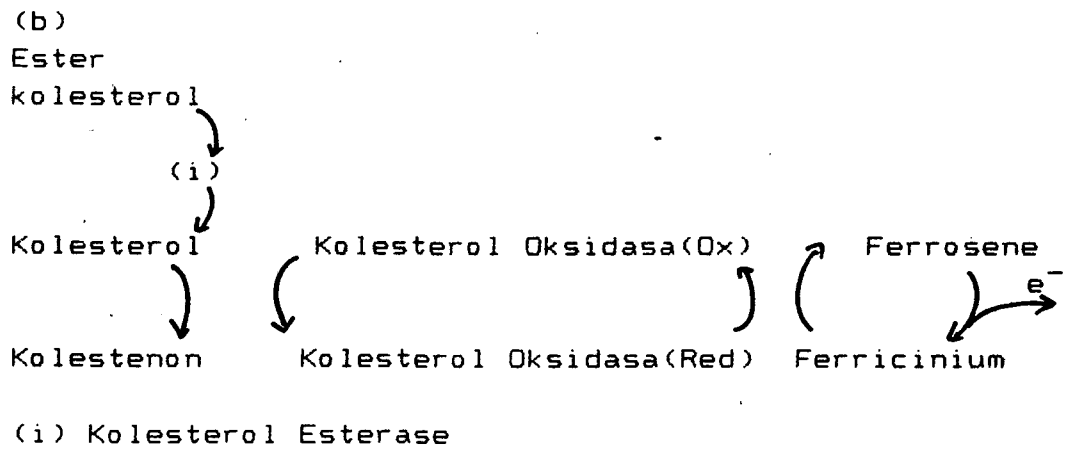 (b)
Ester
kolesterol
(i)
Kolesterol Kolesterol Oksidasa(Ox) Ferrosene
e⁻
Kolestenon Kolesterol Oksidasa(Red) Ferricinium
(i) Kolesterol Esterase